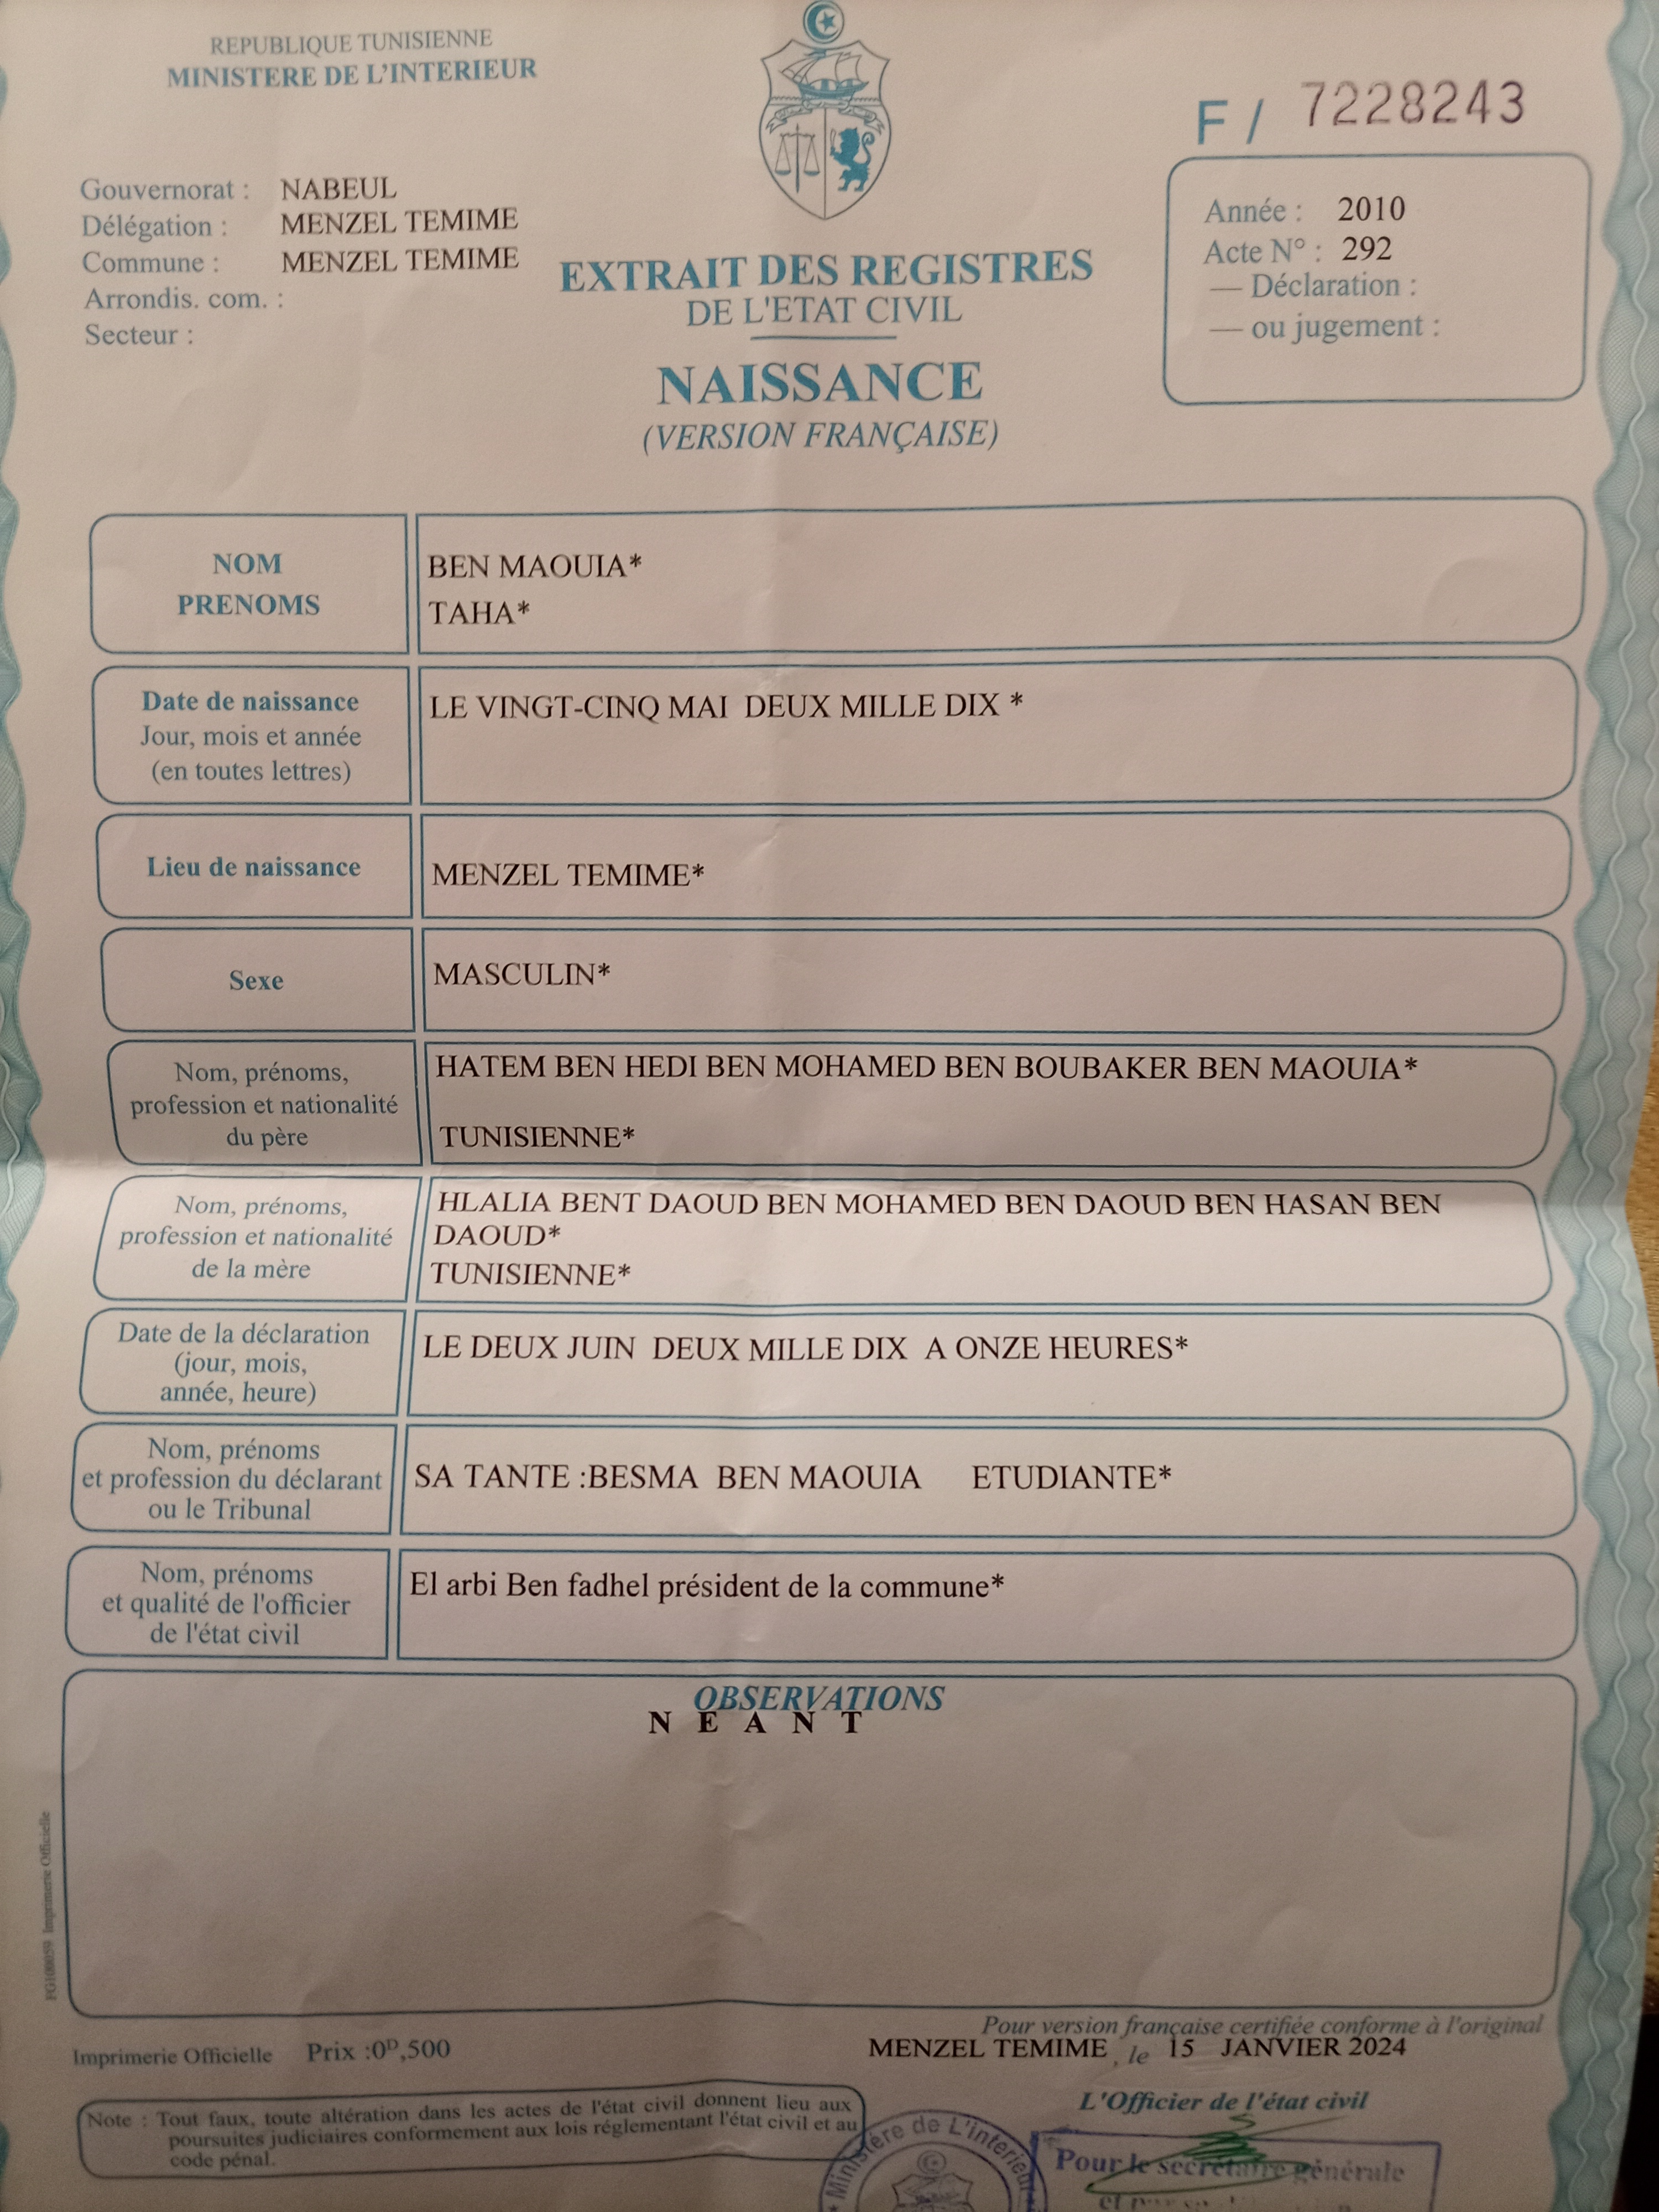 REPUBLIQUE TUNISIENNE
MINISTERE DE L'INTERIEUR
F / 7228243
Gouvernorat : NABEUL
Délégation : MENZEL TEMIME
Commune : MENZEL TEMIME
Arrondis. com. :
Secteur :
Année : 2010
Acte N° : 292
— Déclaration :
— ou jugement :
EXTRAIT DES REGISTRES
DE L'ETAT CIVIL
NAISSANCE
(VERSION FRANÇAISE)
NOM
PRENOMS
BEN MAOUIA*
TAHA*
Date de naissance
Jour, mois et année
(en toutes lettres)
LE VINGT-CINQ MAI DEUX MILLE DIX *
Lieu de naissance
MENZEL TEMIME*
Sexe
MASCULIN*
Nom, prénoms,
profession et nationalité
du père
HATEM BEN HEDI BEN MOHAMED BEN BOUBAKER BEN MAOUIA*
TUNISIENNE*
Nom, prénoms,
profession et nationalité
de la mère
HLALIA BENT DAOUD BEN MOHAMED BEN DAOUD BEN HASAN BEN
DAOUD*
TUNISIENNE*
Date de la déclaration
(jour, mois,
année, heure)
LE DEUX JUIN DEUX MILLE DIX A ONZE HEURES*
Nom, prénoms
et profession du déclarant
ou le Tribunal
SA TANTE :BESMA BEN MAOUIA ETUDIANTE*
Nom, prénoms
et qualité de l'officier
de l'état civil
El arbi Ben fadhel président de la commune*
OBSERVATIONS
N E A N T
Imprimerie Officielle
Pour version française certifiée conforme à l'original
Imprimerie Officielle Prix :0ᴰ,500
MENZEL TEMIME , le 15 JANVIER 2024
L'Officier de l'état civil
Note : Tout faux, toute altération dans les actes de l'état civil donnent lieu aux
poursuites judiciaires conformement aux lois réglementant l'état civil et au
code pénal.
Ministère de L'interieur
Pour le secrétaire générale